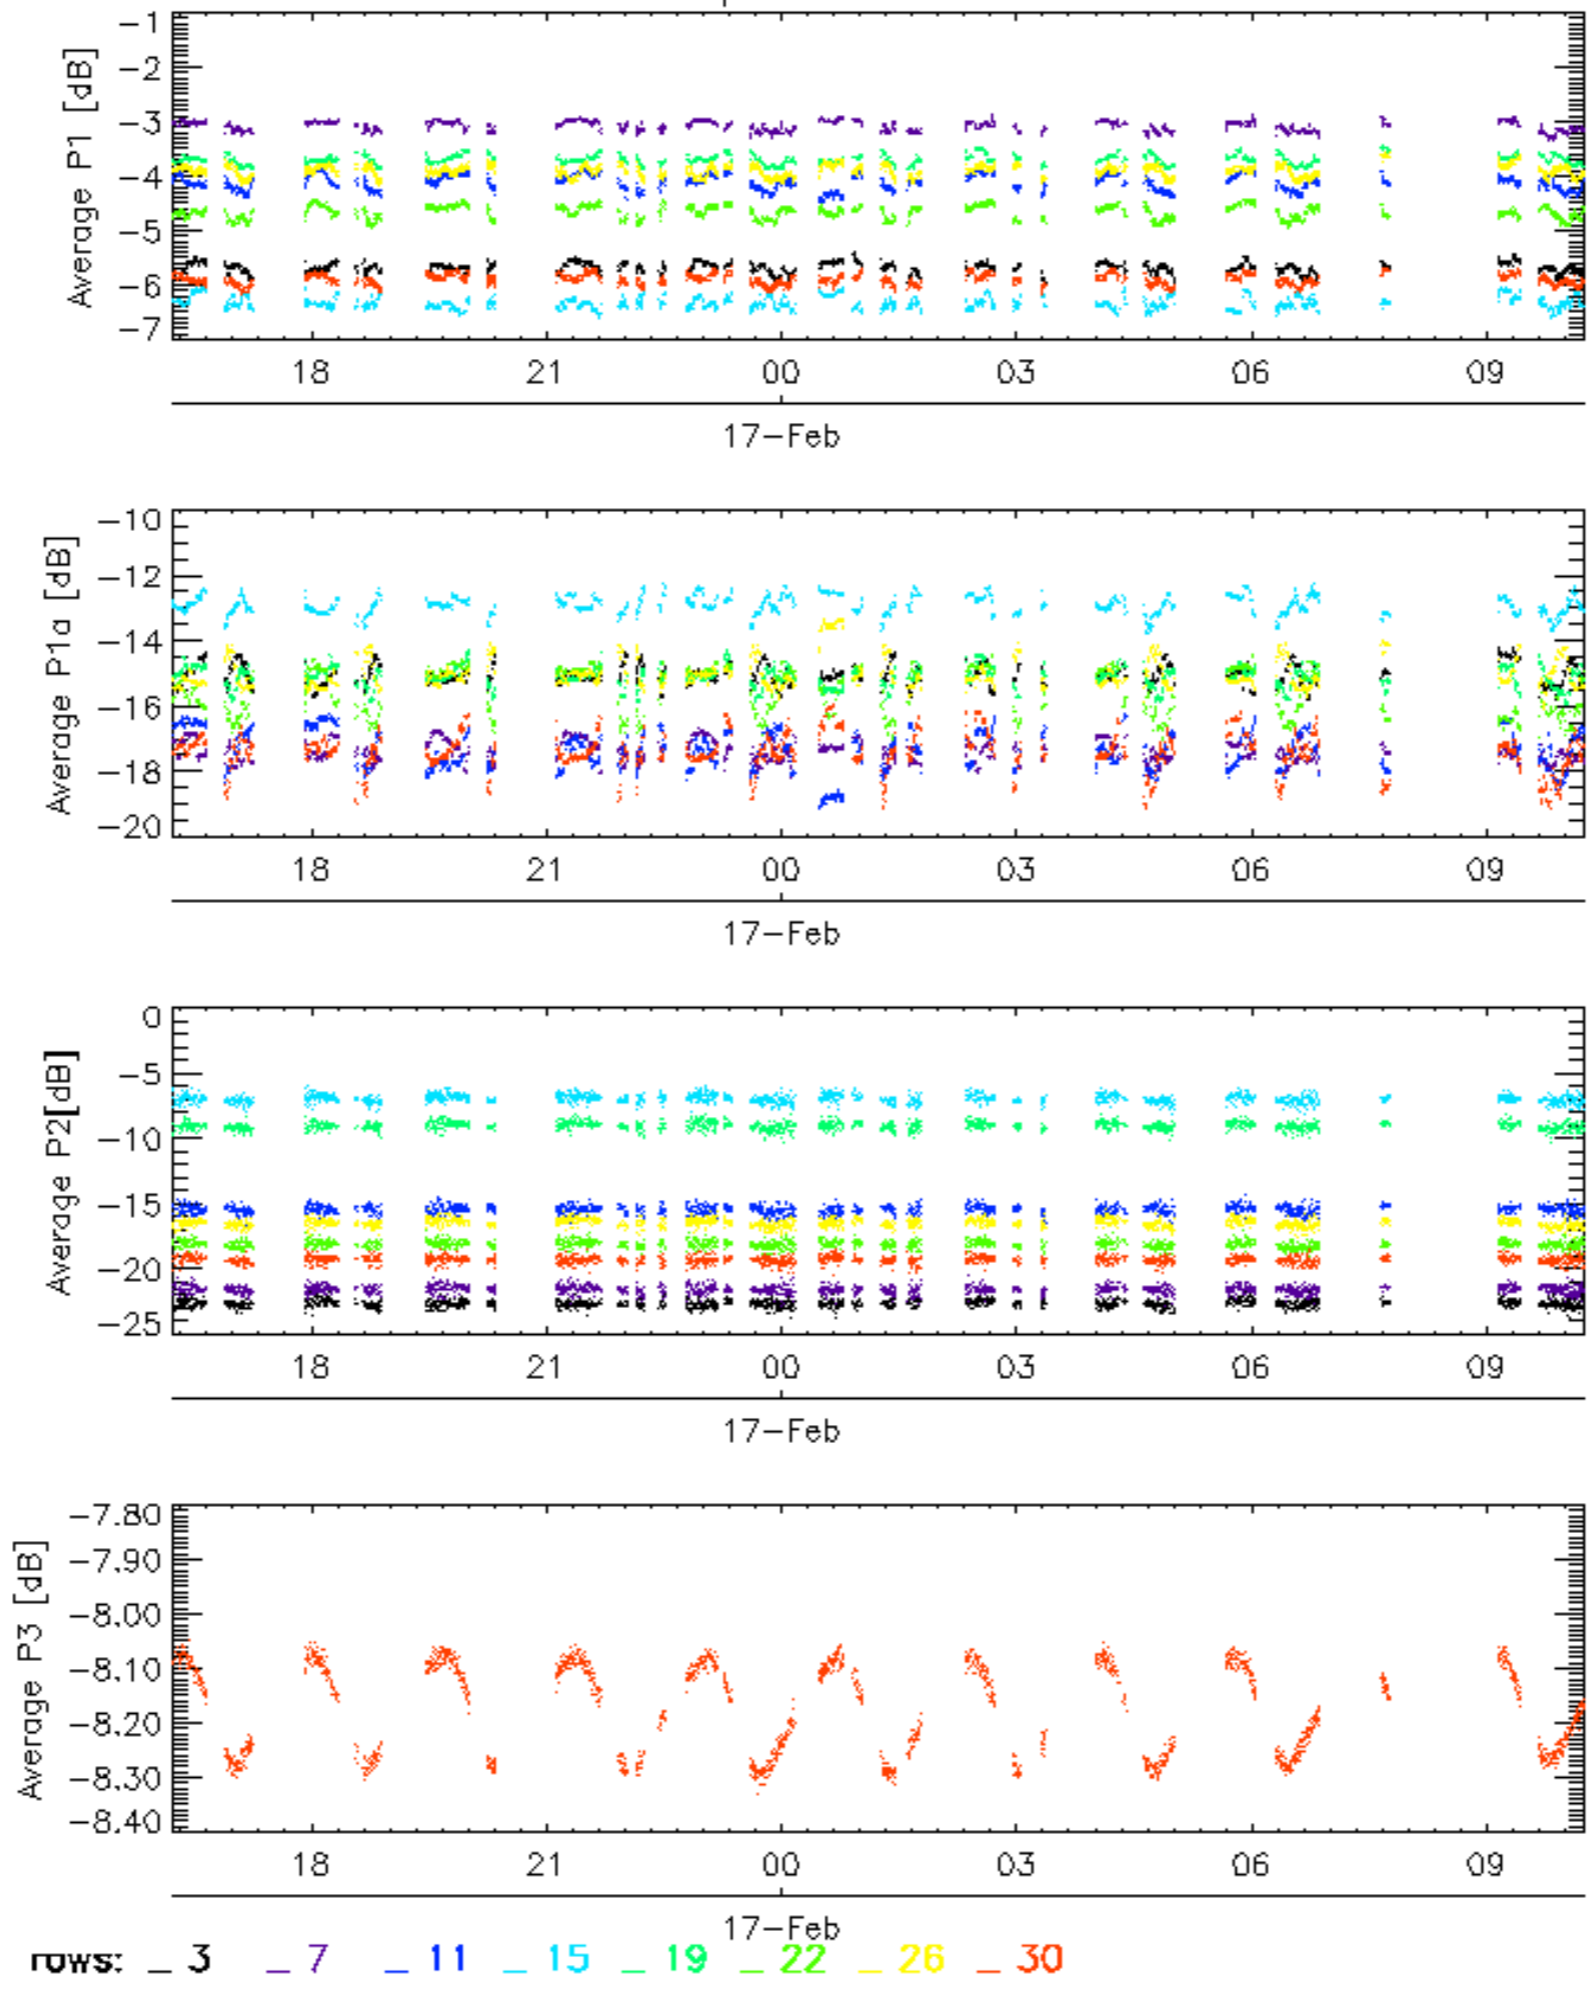 Average P1 [dB]
-1
-2
-3
-4
-5
-6
-7
18 21 00 03 06 09
17-Feb
Average P1a [dB]
-10
-12
-14
-16
-18
-20
18 21 00 03 06 09
17-Feb
Average P2[dB]
0
-5
-10
-15
-20
-25
18 21 00 03 06 09
17-Feb
Average P3 [dB]
-7.80
-7.90
-8.00
-8.10
-8.20
-8.30
-8.40
18 21 00 03 06 09
17-Feb
rows: _ 3 _ 7 _ 11 _ 15 _ 19 _ 22 _ 26 _ 30